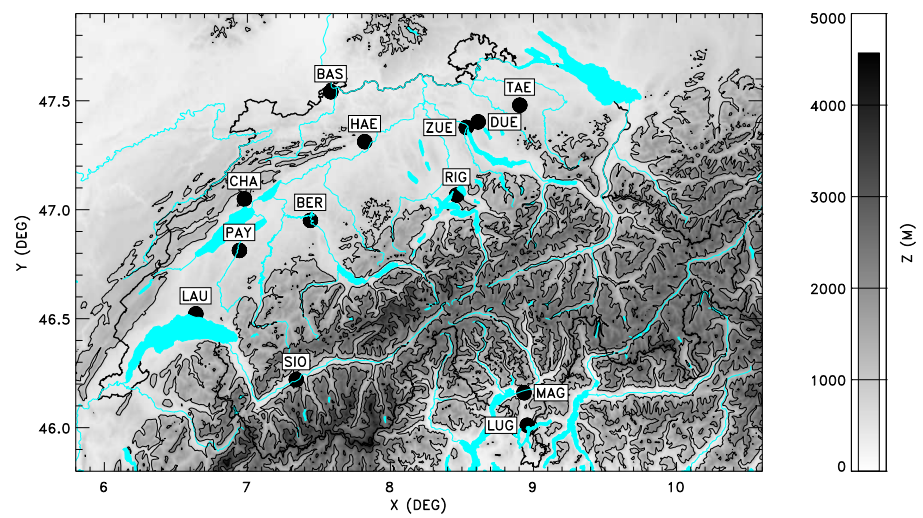 5000
BAS
47.5
TAE
4000
HAE
ZUE
DUE
CHA
RIG
3000
47.0
BER
PAY
Y (DEG)
Z (M)
2000
LAU
46.5
SIO
1000
MAG
46.0
LUG
0
6 7 8 9 10
X (DEG)